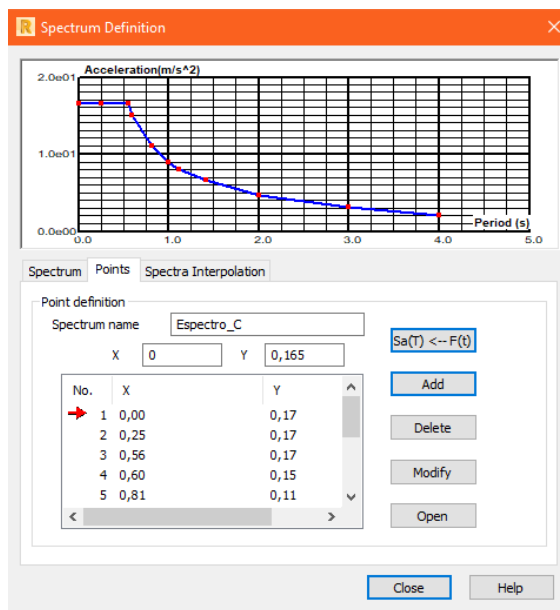 Spectrum Definition
Acceleration(m/s^2)
2.0e01
1.0e01
0.0e00
Period (s)
0.0 1.0 2.0 3.0 4.0 5.0
Spectrum Points Spectra Interpolation
Point definition
Spectrum name Espectro_C
X 0 Y 0,165
Sa(T) <-- F(t)
Add
Delete
Modify
Open
No. X Y
1 0,00 0,17
2 0,25 0,17
3 0,56 0,17
4 0,60 0,15
5 0,81 0,11
Close Help